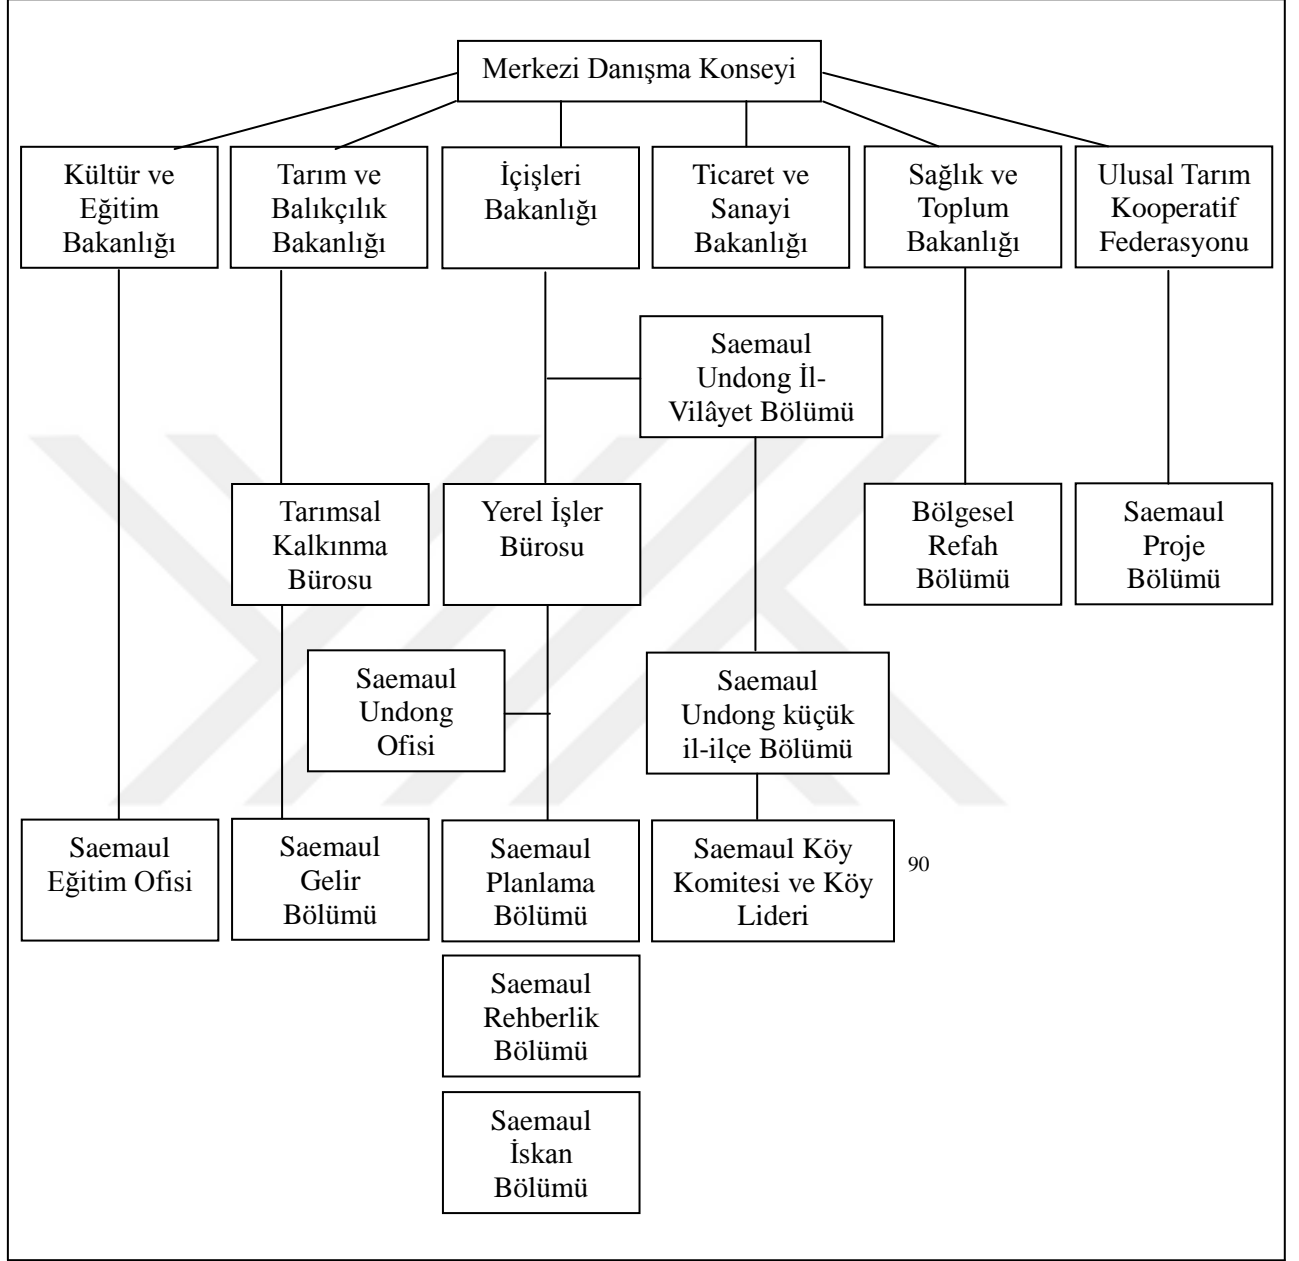 Merkezi Danışma Konseyi
Kültür ve
Eğitim
Bakanlığı
Tarım ve
Balıkçılık
Bakanlığı
İçişleri
Bakanlığı
Ticaret ve
Sanayi
Bakanlığı
Sağlık ve
Toplum
Bakanlığı
Ulusal Tarım
Kooperatif
Federasyonu
Saemaul
Undong İl-
Vilâyet Bölümü
Tarımsal
Kalkınma
Bürosu
Yerel İşler
Bürosu
Bölgesel
Refah
Bölümü
Saemaul
Proje
Bölümü
Saemaul
Undong
Ofisi
Saemaul
Undong küçük
il-ilçe Bölümü
Saemaul
Eğitim Ofisi
Saemaul
Gelir
Bölümü
Saemaul
Planlama
Bölümü
Saemaul Köy
Komitesi ve Köy
Lideri
90
Saemaul
Rehberlik
Bölümü
Saemaul
İskan
Bölümü